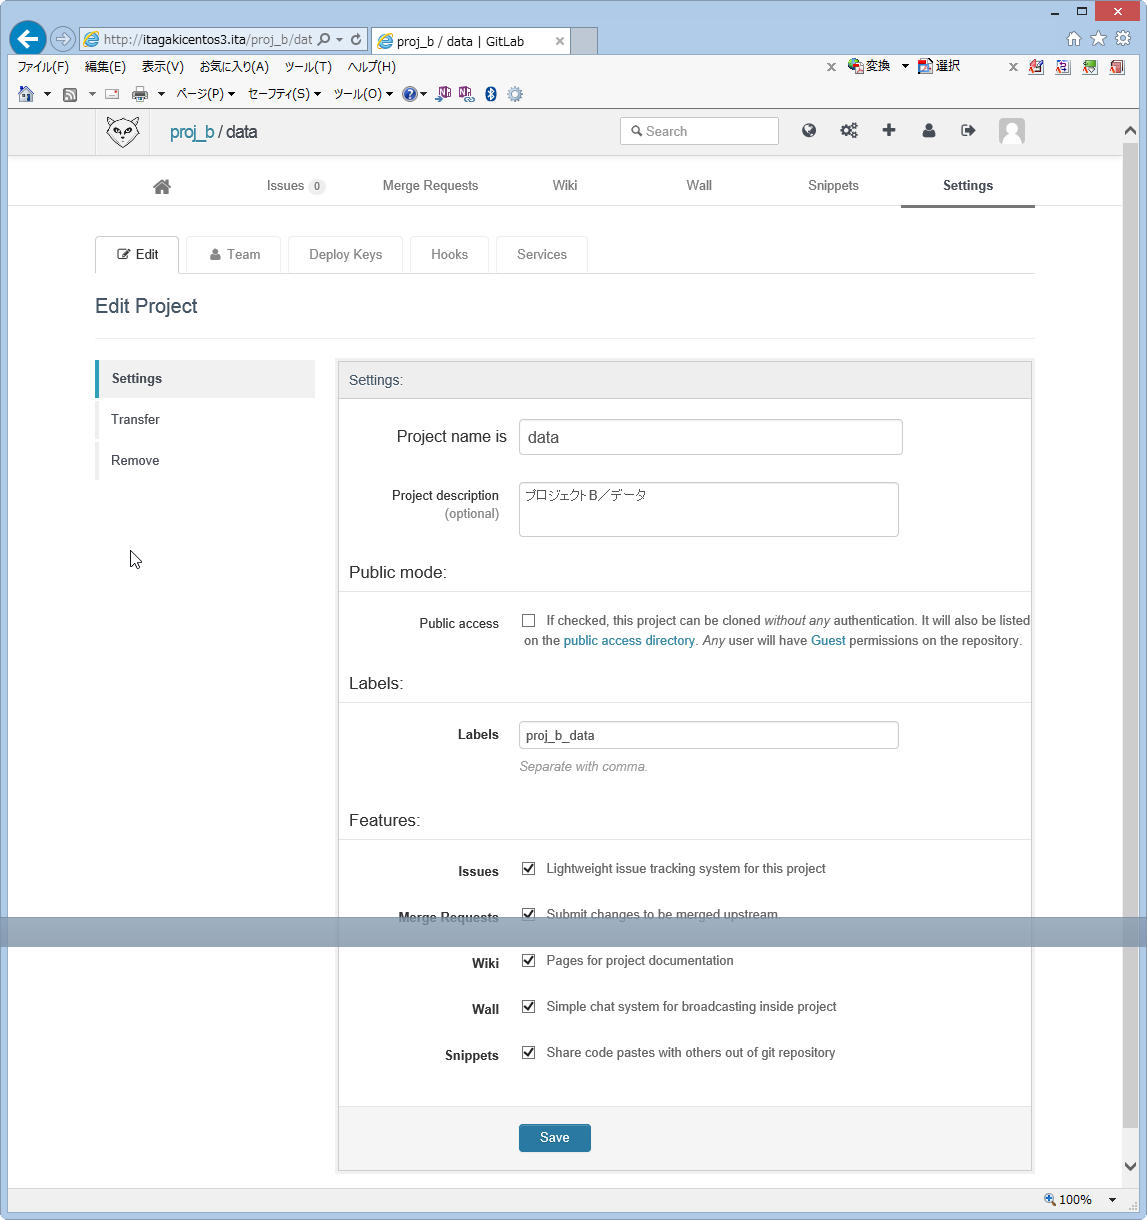 http://itagakicentos3.ita/proj_b/dat
proj_b / data | GitLab
ファイル(F) 編集(E) 表示(V) お気に入り(A) ツール(T) ヘルプ(H)
変換 選択
ページ(P) セーフティ(S) ツール(O)
proj_b / data
Search
Issues 0 Merge Requests Wiki Wall Snippets Settings
Edit Team Deploy Keys Hooks Services
Edit Project
Settings
Transfer
Remove
Settings:
Project name is data
Project description プロジェクトB／データ
(optional)
Public mode:
Public access If checked, this project can be cloned without any authentication. It will also be listed
on the public access directory. Any user will have Guest permissions on the repository.
Labels:
Labels proj_b_data
Separate with comma.
Features:
Issues Lightweight issue tracking system for this project
Merge Requests Submit changes to be merged upstream.
Wiki Pages for project documentation
Wall Simple chat system for broadcasting inside project
Snippets Share code pastes with others out of git repository
Save
100%